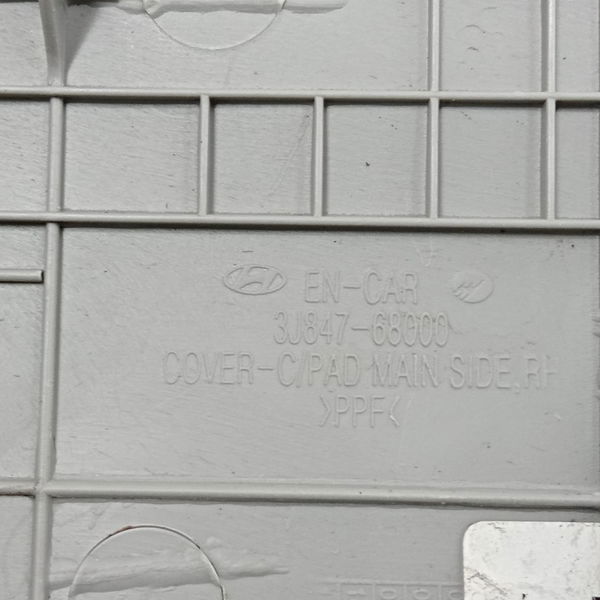 EN-CAR
3J847-68000
COVER-C/PAD MAIN SIDE,RH
>PPF<